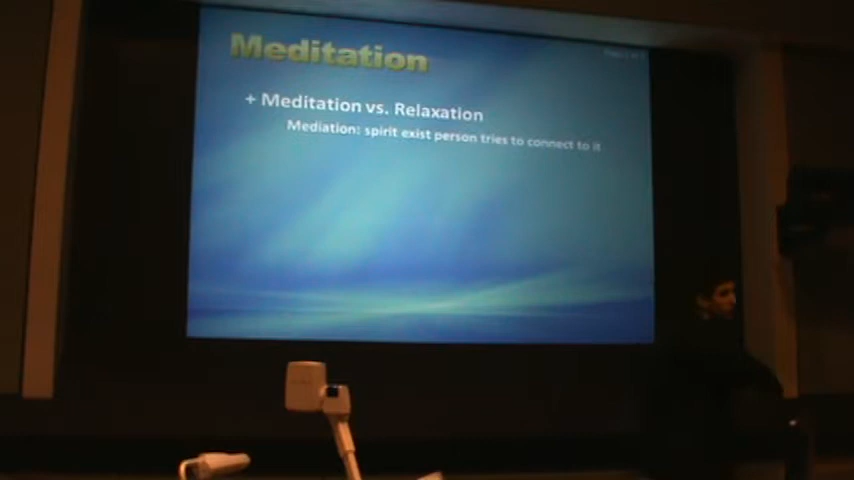 Meditation
+ Meditation vs. Relaxation
Mediation: spirit exist person tries to connect to it